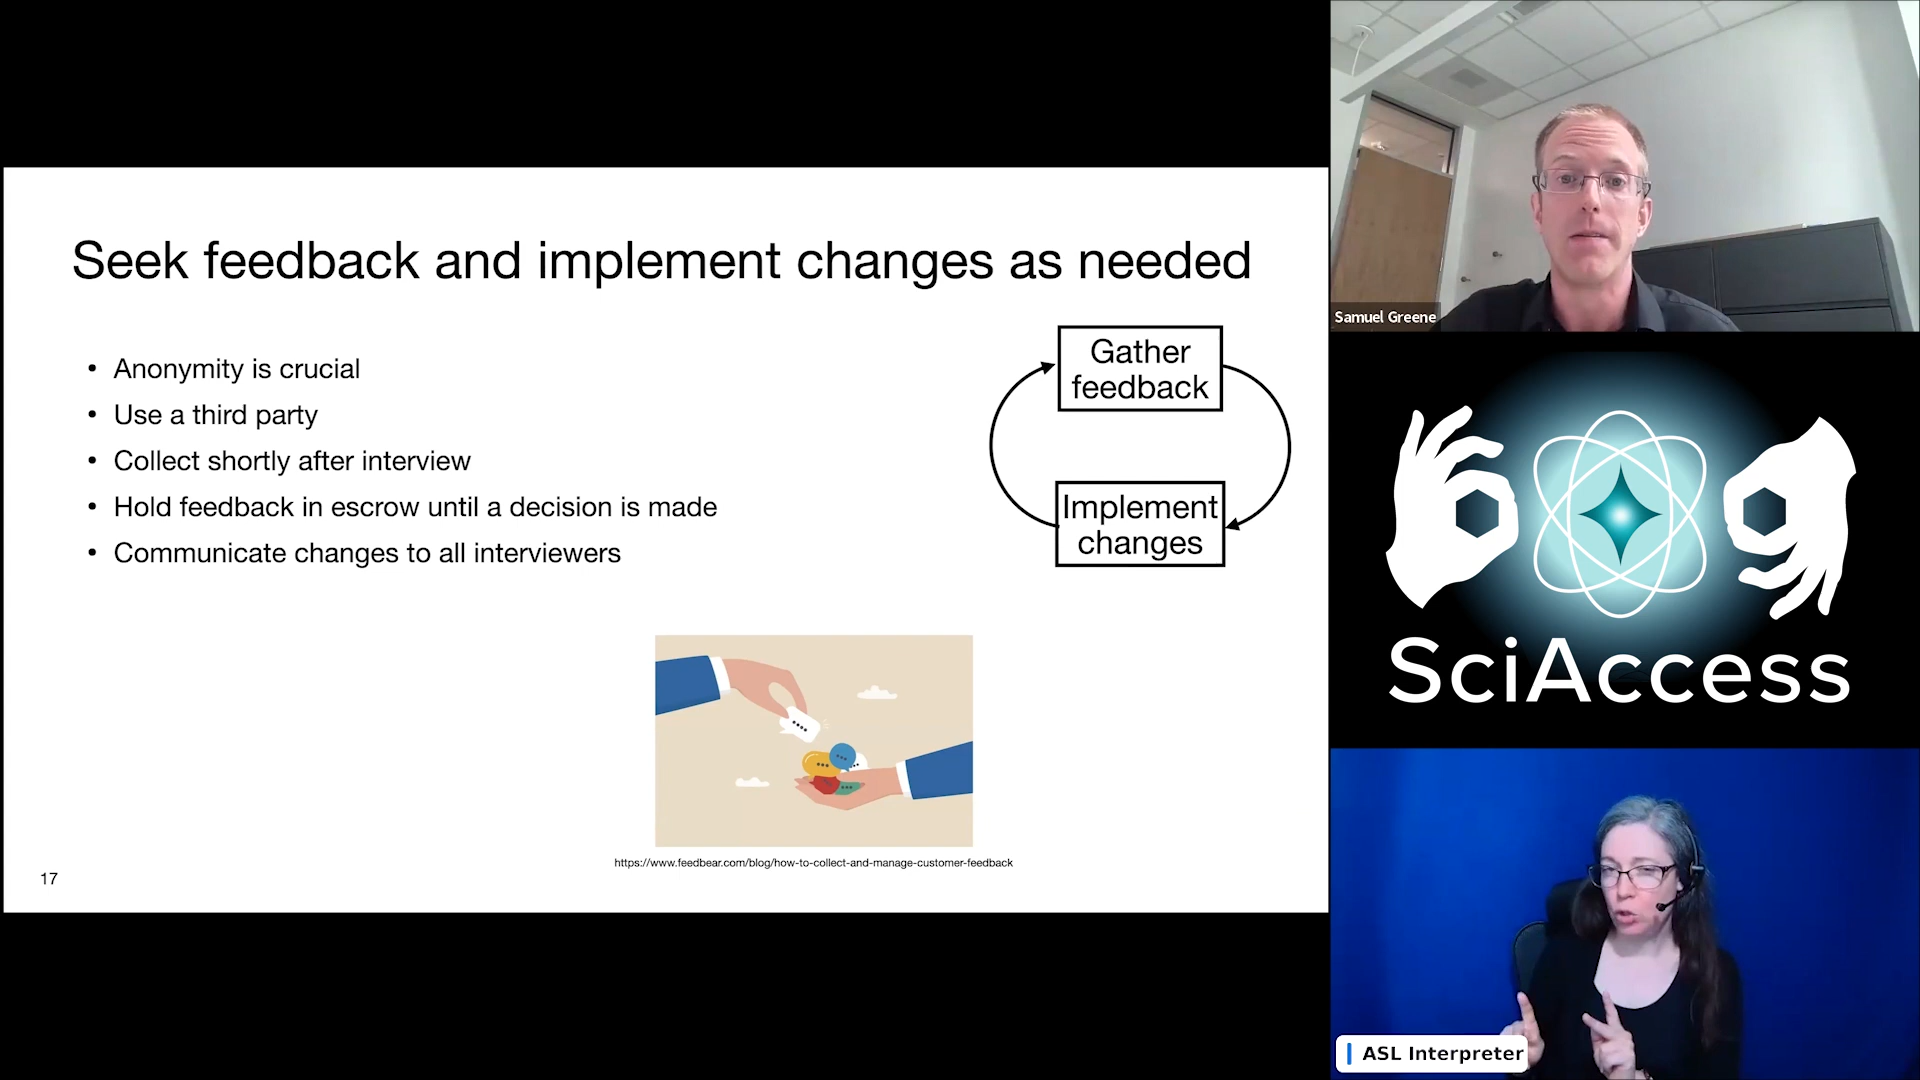 Seek feedback and implement changes as needed
• Anonymity is crucial
• Use a third party
• Collect shortly after interview
• Hold feedback in escrow until a decision is made
• Communicate changes to all interviewers
Gather
feedback
Implement
changes
https://www.feedbear.com/blog/how-to-collect-and-manage-customer-feedback
17
Samuel Greene
SciAccess
ASL Interpreter